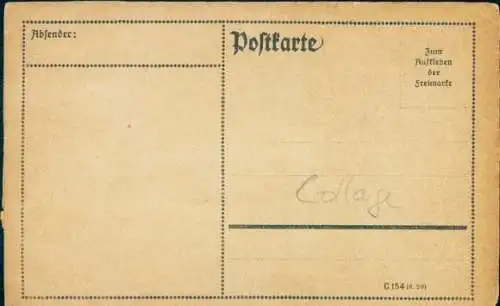 Absender:
Postkarte
Zum
Aufkleben
der
Freimarke
Collage
C 154